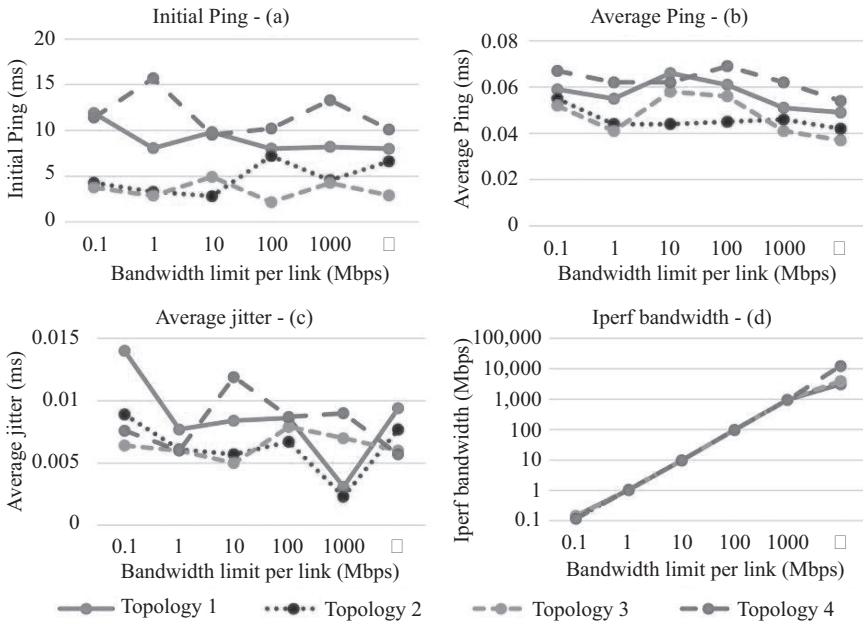 Initial Ping - (a)
Initial Ping (ms)
20
15
10
5
0
0.1 1 10 100 1000 □
Bandwidth limit per link (Mbps)
Average Ping - (b)
Average Ping (ms)
0.08
0.06
0.04
0.02
0
0.1 1 10 100 1000 □
Bandwidth limit per link (Mbps)
Average jitter - (c)
Average jitter (ms)
0.015
0.01
0.005
0
0.1 1 10 100 1000 □
Bandwidth limit per link (Mbps)
Iperf bandwidth - (d)
Iperf bandwidth (Mbps)
100,000
10,000
1,000
100
10
1
0.1
0.1 1 10 100 1000 □
Bandwidth limit per link (Mbps)
Topology 1 Topology 2 Topology 3 Topology 4